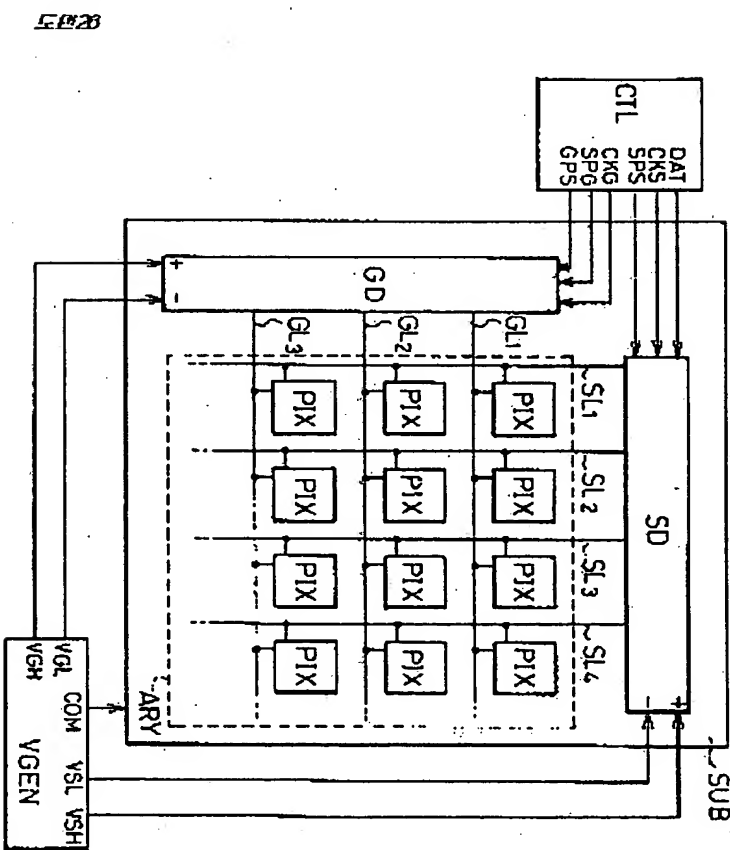 도면28
CTL
DAT
CKS
SPS
CKG
SPG
GPS
SUB
SD
+
-
GD
+
-
SL1
SL2
SL3
SL4
GL1
GL2
GL3
PIX
PIX
PIX
PIX
PIX
PIX
PIX
PIX
PIX
PIX
PIX
PIX
ARY
VGEN
VSH
VSL
COM
VGL
VGH